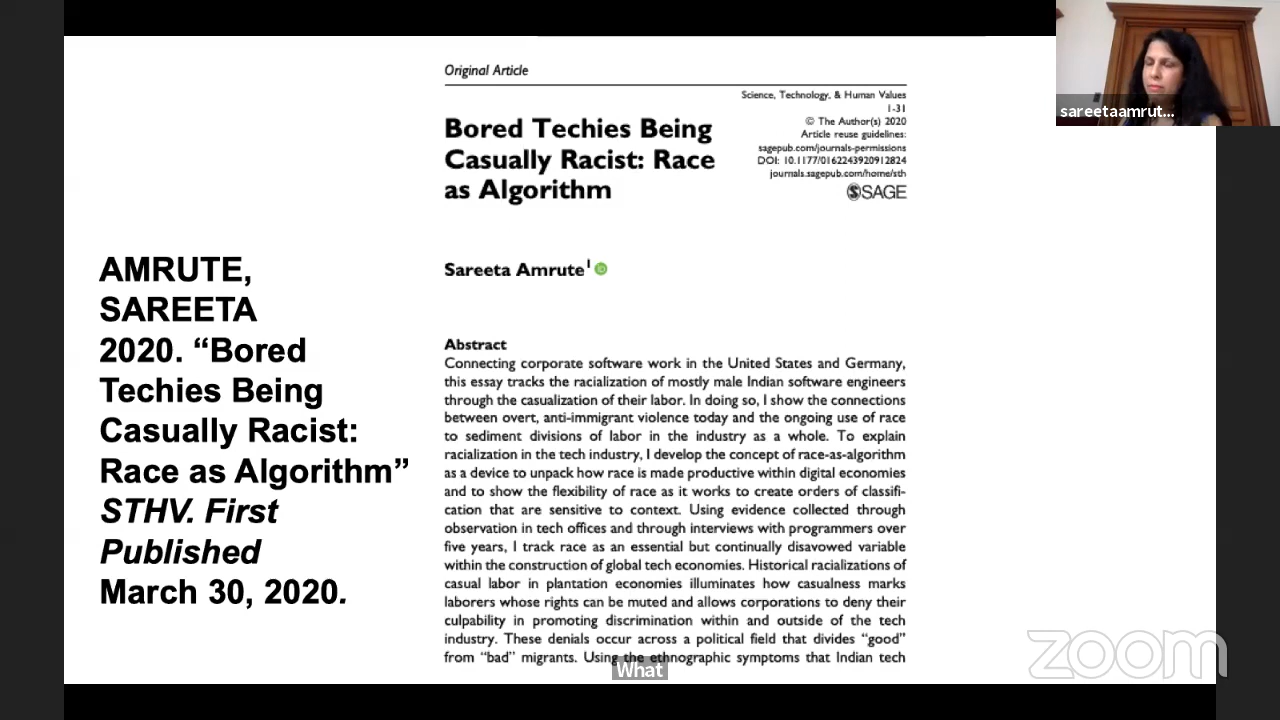 sareetaamrut...
Original Article
Science, Technology, & Human Values
1-31
© The Author(s) 2020
Article reuse guidelines:
sagepub.com/journals-permissions
DOI: 10.1177/0162243920912824
journals.sagepub.com/home/sth
SAGE
Bored Techies Being
Casually Racist: Race
as Algorithm
Sareeta Amrute1
AMRUTE,
SAREETA
2020. “Bored
Techies Being
Casually Racist:
Race as Algorithm”
STHV. First
Published
March 30, 2020.
Abstract
Connecting corporate software work in the United States and Germany,
this essay tracks the racialization of mostly male Indian software engineers
through the casualization of their labor. In doing so, I show the connections
between overt, anti-immigrant violence today and the ongoing use of race
to sediment divisions of labor in the industry as a whole. To explain
racialization in the tech industry, I develop the concept of race-as-algorithm
as a device to unpack how race is made productive within digital economies
and to show the flexibility of race as it works to create orders of classifi-
cation that are sensitive to context. Using evidence collected through
observation in tech offices and through interviews with programmers over
five years, I track race as an essential but continually disavowed variable
within the construction of global tech economies. Historical racializations of
casual labor in plantation economies illuminates how casualness marks
laborers whose rights can be muted and allows corporations to deny their
culpability in promoting discrimination within and outside of the tech
industry. These denials occur across a political field that divides “good”
from “bad” migrants. Using the ethnographic symptoms that Indian tech
What
zoom